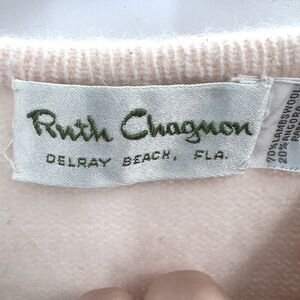 Ruth Chagnon
DELRAY BEACH, FLA.
70% LAMBSWOOL
20% ANGORA